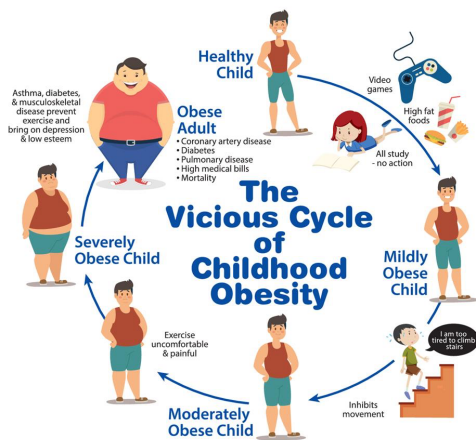 Healthy
Child
Video
games
High fat
foods
All study
- no action
Mildly
Obese
Child
I am too
tired to climb
stairs
Inhibits
movement
Moderately
Obese Child
Exercise
uncomfortable
& painful
Severely
Obese Child
Asthma, diabetes,
& musculoskeletal
disease prevent
exercise and
bring on depression
& low esteem
Obese
Adult
• Coronary artery disease
• Diabetes
• Pulmonary disease
• High medical bills
• Mortality
The
Vicious Cycle
of
Childhood
Obesity